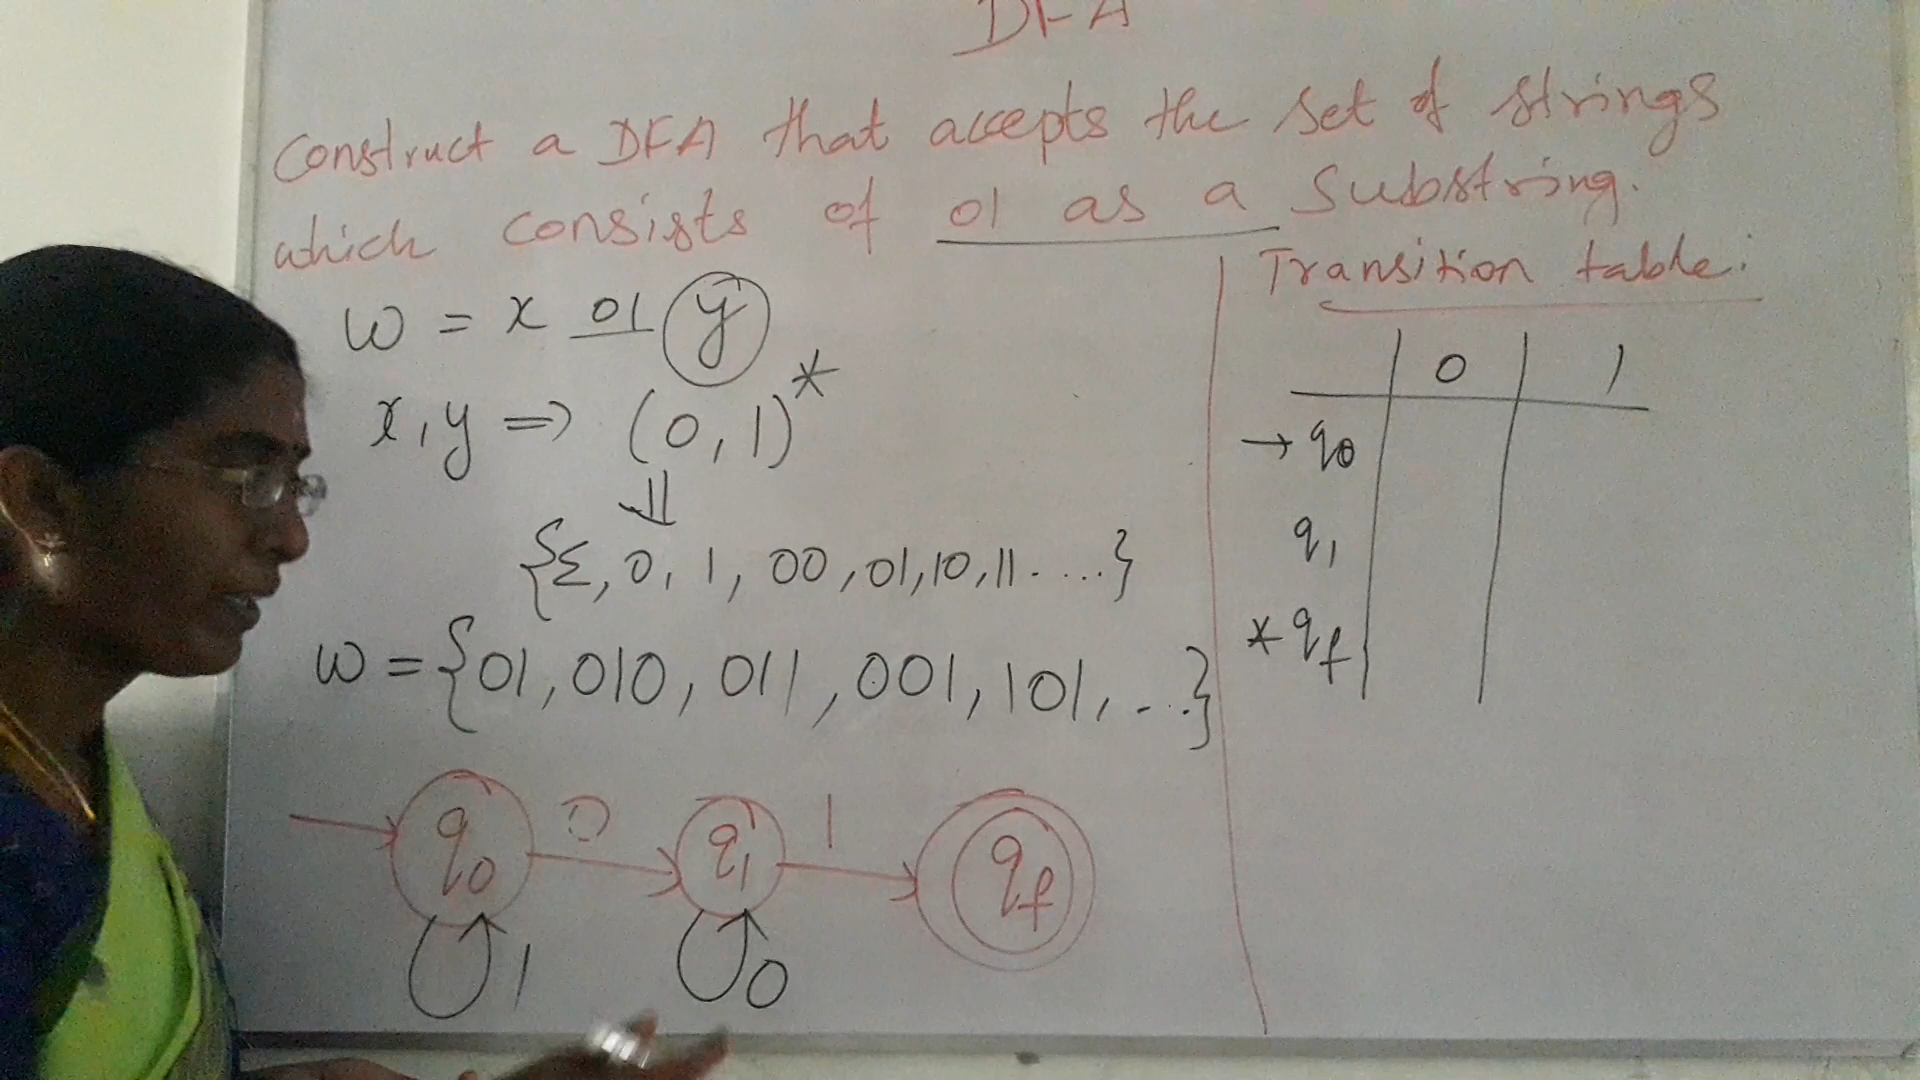 DFA
Construct a DFA that accepts the set of strings
which consists of 01 as a Substring.
w = x 01 y
x, y => (0, 1)*
{Σ, 0, 1, 00, 01, 10, 11.....}
w = {01, 010, 011, 001, 101, ...}
q0 0 q1 1 qf
1 0
Transition table:
0 1
→ q0
q1
* qf